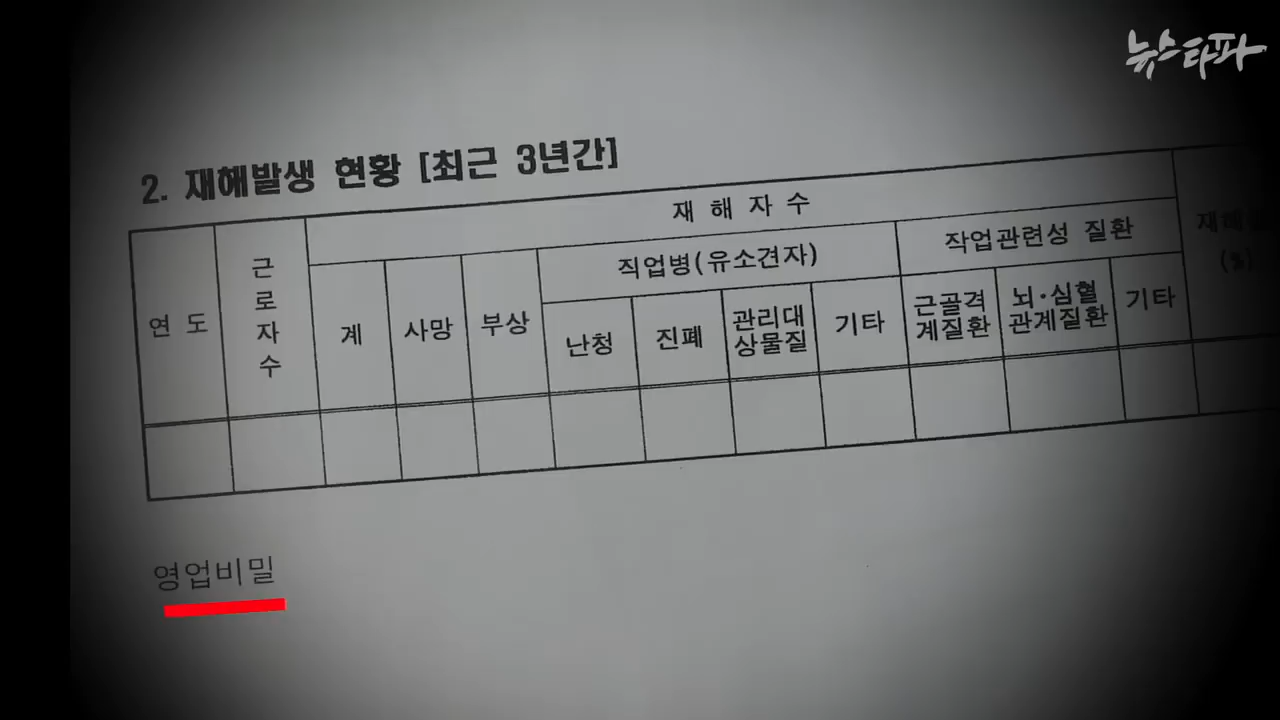 뉴스타파
2. 재해발생 현황 [최근 3년간]
연 도
근로자수
재 해 자 수
계
사망
부상
직업병(유소견자)
난청
진폐
관리대
상물질
기타
작업관련성 질환
근골격
계질환
뇌·심혈
관계질환
기타
(%)
영업비밀